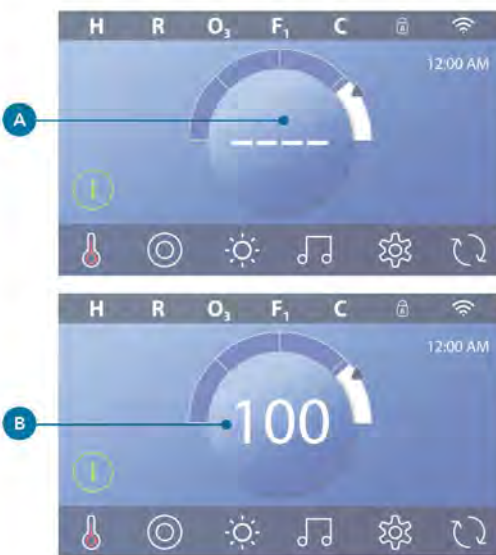 H R O₃ F₁ C
12:00 AM
A
– – – –
H R O₃ F₁ C
12:00 AM
B
100